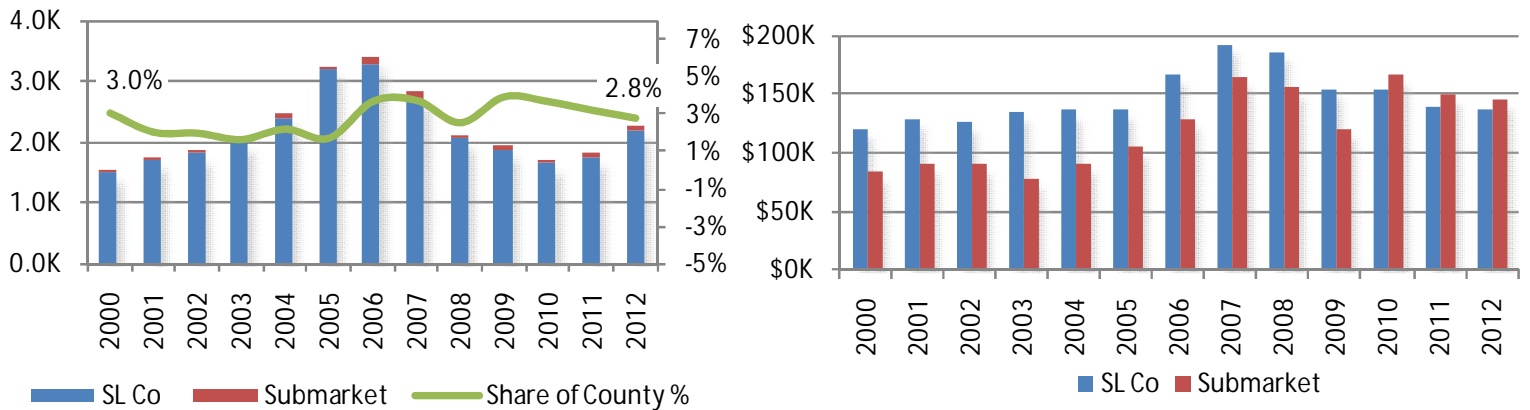 4.0K
3.0K
2.0K
1.0K
0.0K
7%
5%
3%
1%
-1%
-3%
-5%
3.0%
2.8%
2000
2001
2002
2003
2004
2005
2006
2007
2008
2009
2010
2011
2012
SL Co
Submarket
Share of County %
$200K
$150K
$100K
$50K
$0K
2000
2001
2002
2003
2004
2005
2006
2007
2008
2009
2010
2011
2012
SL Co
Submarket